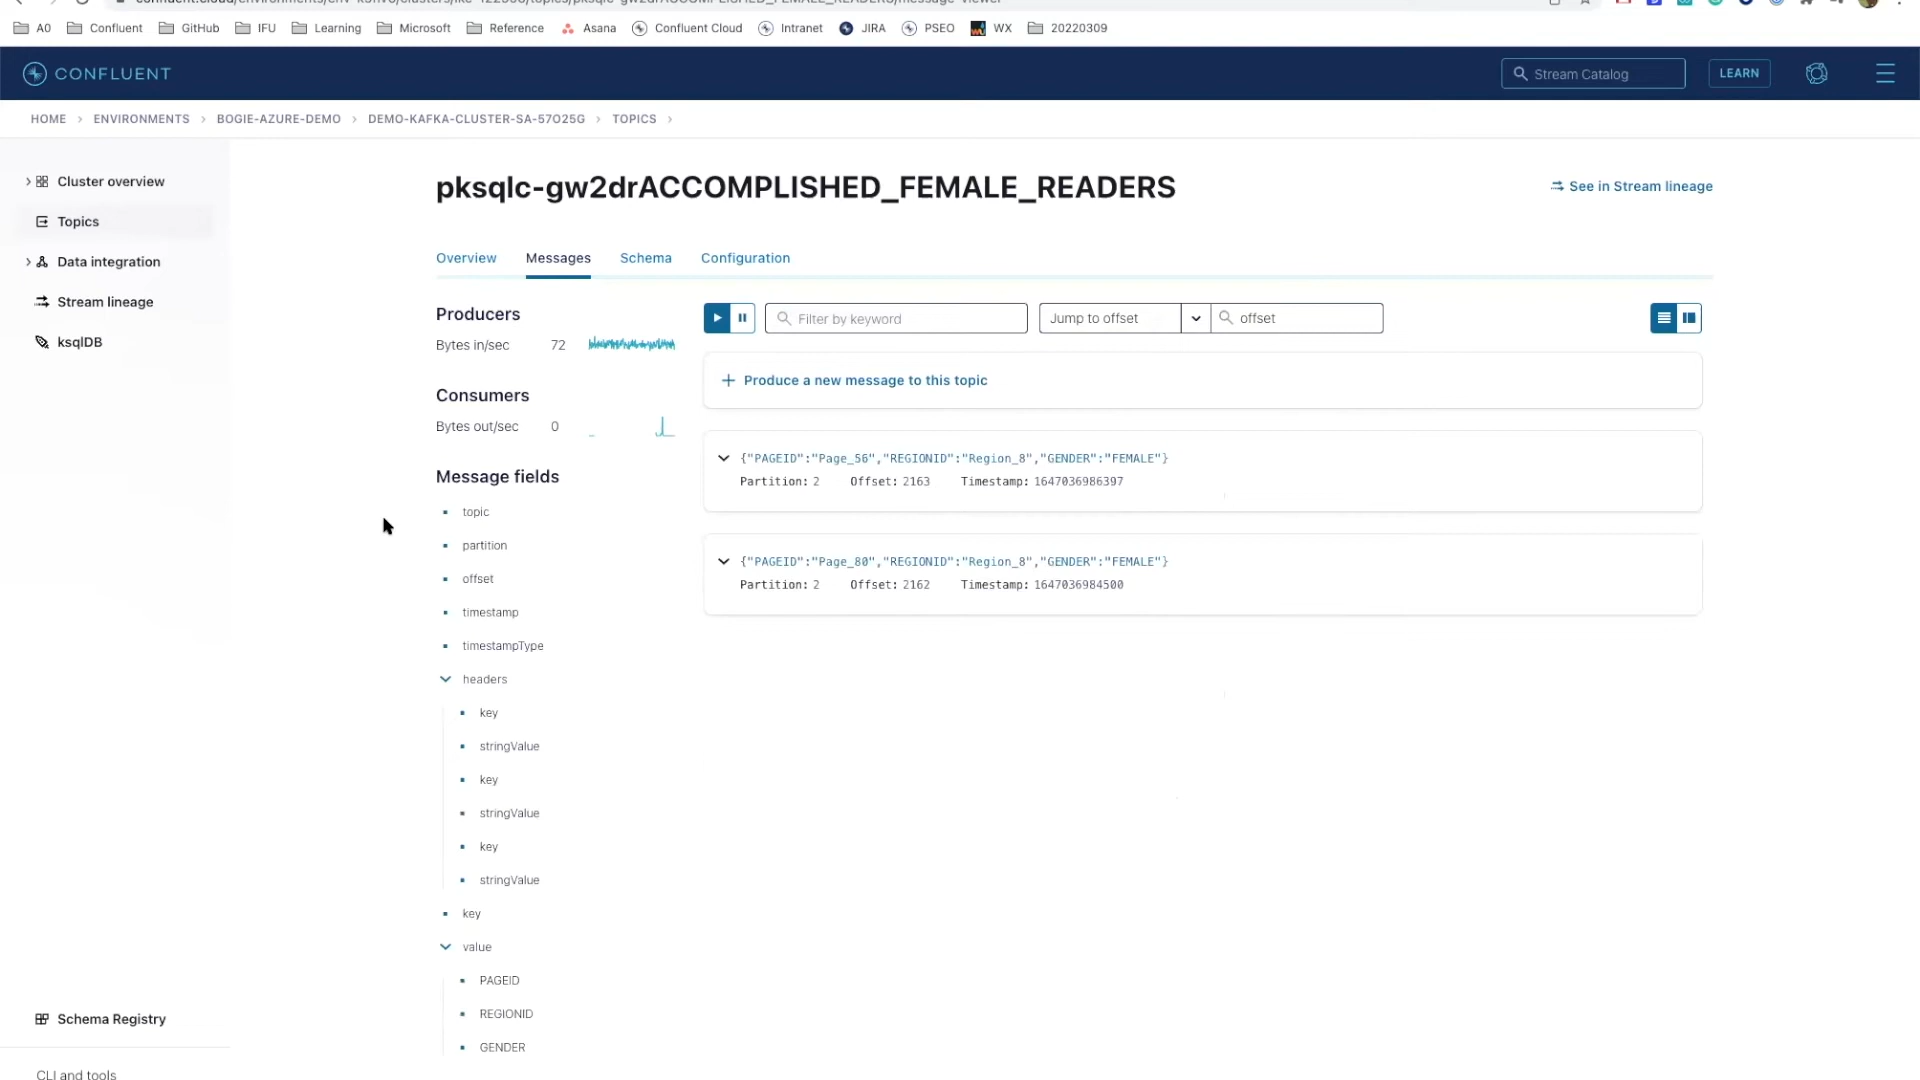 A0 Confluent GitHub IFU Learning Microsoft Reference Asana Confluent Cloud Intranet JIRA PSEO WX 20220309
CONFLUENT Stream Catalog LEARN
HOME > ENVIRONMENTS > BOGIE-AZURE-DEMO > DEMO-KAFKA-CLUSTER-SA-57O25G > TOPICS >
Cluster overview
Topics
Data integration
Stream lineage
ksqlDB
Schema Registry
CLI and tools
pksqlc-gw2drACCOMPLISHED_FEMALE_READERS
See in Stream lineage
Overview Messages Schema Configuration
Producers
Bytes in/sec 72
Consumers
Bytes out/sec 0
Message fields
topic
partition
offset
timestamp
timestampType
headers
key
stringValue
key
stringValue
key
stringValue
key
value
PAGEID
REGIONID
GENDER
Filter by keyword Jump to offset offset
+ Produce a new message to this topic
{"PAGEID":"Page_56","REGIONID":"Region_8","GENDER":"FEMALE"}
Partition: 2 Offset: 2163 Timestamp: 1647036986397
{"PAGEID":"Page_80","REGIONID":"Region_8","GENDER":"FEMALE"}
Partition: 2 Offset: 2162 Timestamp: 1647036984500